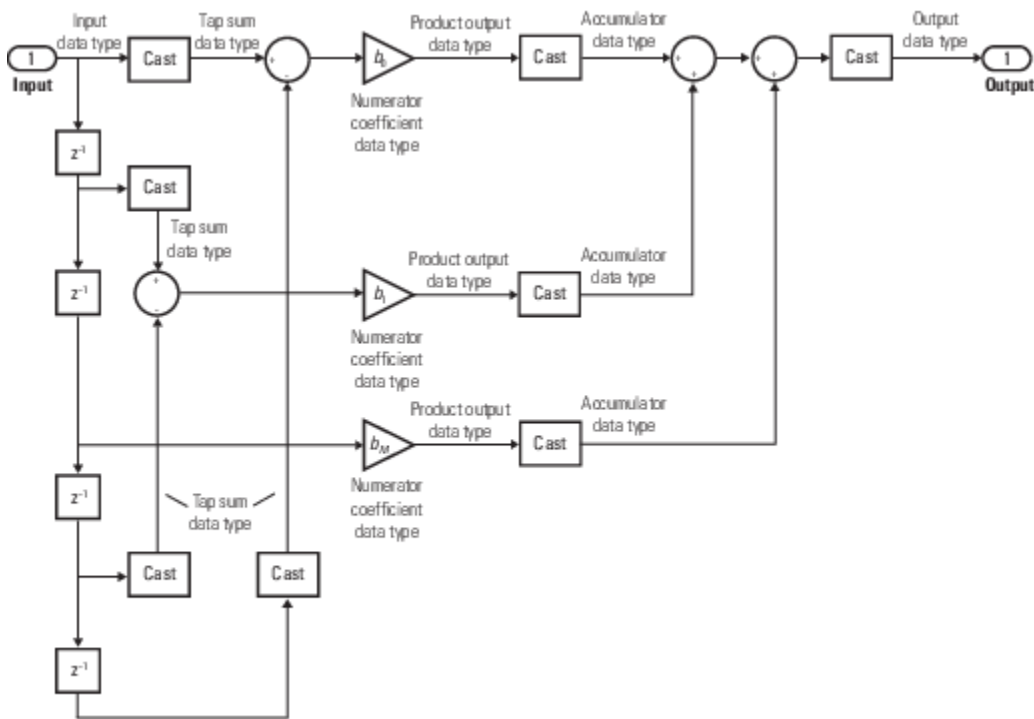 Input
data type
Tap sum
data type
Product output
data type
Accumulator
data type
Output
data type
1
Input
Cast
+
-
b₀
Cast
+
+
+
+
Cast
1
Output
Numerator
coefficient
data type
z⁻¹
Cast
Tap sum
data type
z⁻¹
+
-
b₁
Product output
data type
Cast
Accumulator
data type
Numerator
coefficient
data type
b_M
Product output
data type
Cast
Accumulator
data type
Numerator
coefficient
data type
z⁻¹
Tap sum
data type
Cast
Cast
z⁻¹